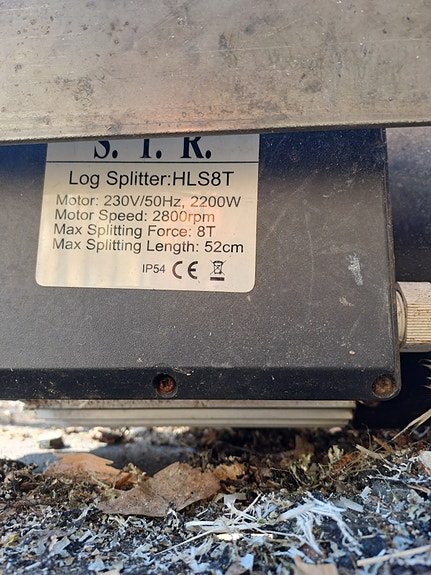 S. T. R.
Log Splitter:HLS8T
Motor: 230V/50Hz, 2200W
Motor Speed: 2800rpm
Max Splitting Force: 8T
Max Splitting Length: 52cm
IP54 CE